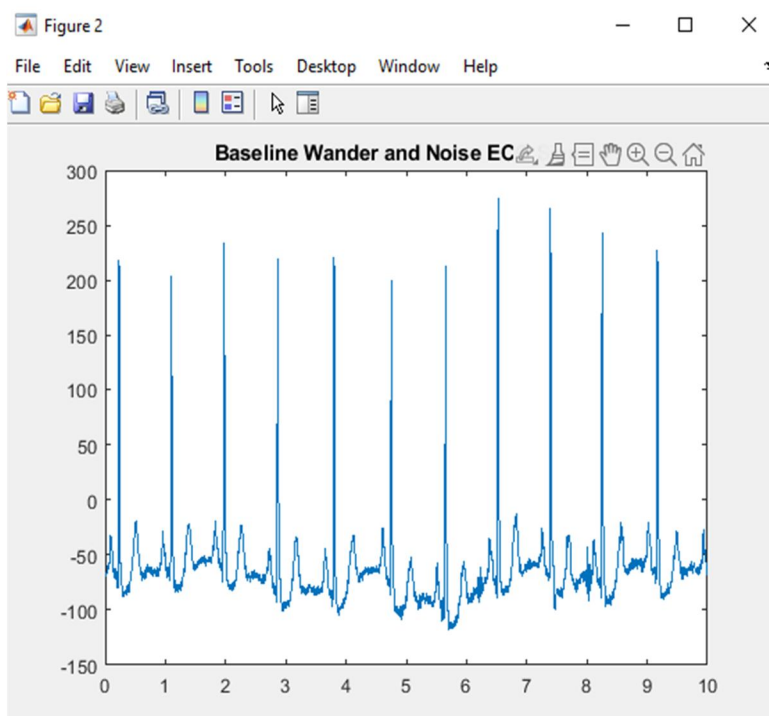 Figure 2
File Edit View Insert Tools Desktop Window Help
Baseline Wander and Noise EC
300
250
200
150
100
50
0
-50
-100
-150
0 1 2 3 4 5 6 7 8 9 10